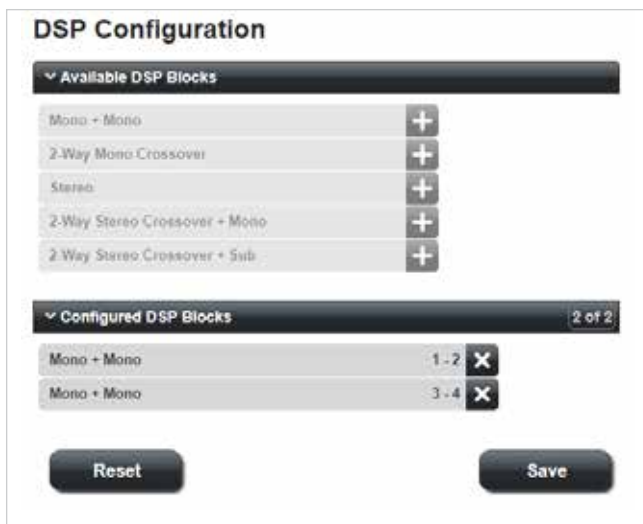 DSP Configuration
Available DSP Blocks
Mono + Mono
2-Way Mono Crossover
Stereo
2-Way Stereo Crossover + Mono
2-Way Stereo Crossover + Sub
Configured DSP Blocks 2 of 2
Mono + Mono 1 - 2
Mono + Mono 3 - 4
Reset Save